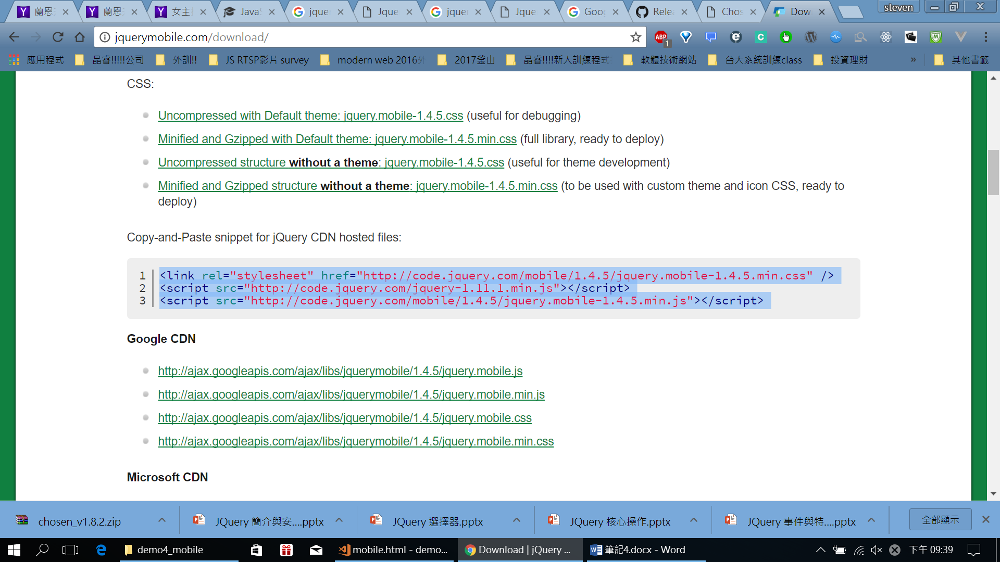 蘭恩
蘭恩
女主
JavaS
jque
Jque
jque
Jque
Goo
Rele
Chos
Dow
steven
jquerymobile.com/download/
ABP
1
應用程式
晶睿!!!!!公司
外訓!!
JS RTSP影片 survey
modern web 2016
2017釜山
晶睿!!!!新人訓練程式
軟體技術網站
台大系統訓練class
投資理財
»
其他書籤
CSS:
Uncompressed with Default theme: jquery.mobile-1.4.5.css (useful for debugging)
Minified and Gzipped with Default theme: jquery.mobile-1.4.5.min.css (full library, ready to deploy)
Uncompressed structure without a theme: jquery.mobile-1.4.5.css (useful for theme development)
Minified and Gzipped structure without a theme: jquery.mobile-1.4.5.min.css (to be used with custom theme and icon CSS, ready to
deploy)
Copy-and-Paste snippet for jQuery CDN hosted files:
1 <link rel="stylesheet" href="http://code.jquery.com/mobile/1.4.5/jquery.mobile-1.4.5.min.css" />
2 <script src="http://code.jquery.com/jquery-1.11.1.min.js"></script>
3 <script src="http://code.jquery.com/mobile/1.4.5/jquery.mobile-1.4.5.min.js"></script>
Google CDN
http://ajax.googleapis.com/ajax/libs/jquerymobile/1.4.5/jquery.mobile.js
http://ajax.googleapis.com/ajax/libs/jquerymobile/1.4.5/jquery.mobile.min.js
http://ajax.googleapis.com/ajax/libs/jquerymobile/1.4.5/jquery.mobile.css
http://ajax.googleapis.com/ajax/libs/jquerymobile/1.4.5/jquery.mobile.min.css
Microsoft CDN
chosen_v1.8.2.zip
JQuery 簡介與安....pptx
JQuery 選擇器.pptx
JQuery 核心操作.pptx
JQuery 事件與特....pptx
全部顯示
demo4_mobile
mobile.html - demo...
Download | jQuery ...
筆記4.docx - Word
下午 09:39